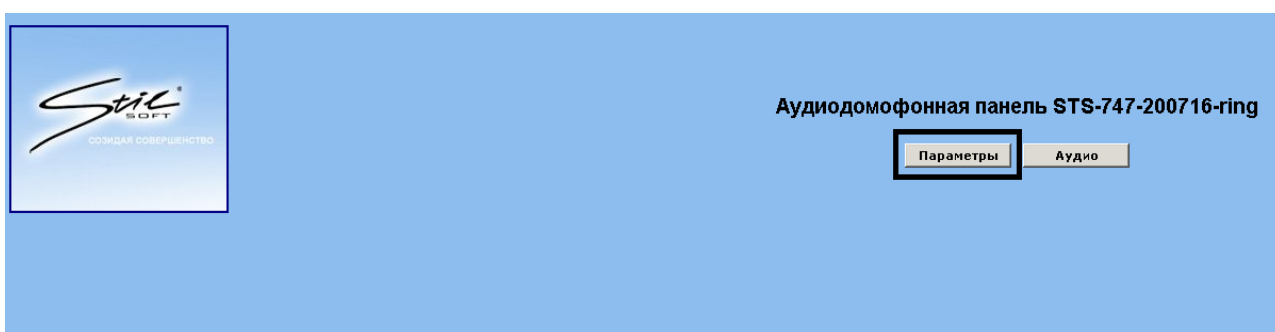 Stil®
SOFT
СОЗИДАЯ СОВЕРШЕНСТВО
Аудиодомофонная панель STS-747-200716-ring
Параметры Аудио